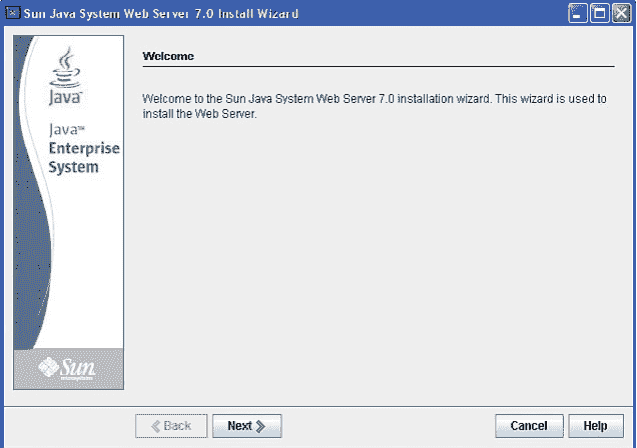 Sun Java System Web Server 7.0 Install Wizard
Java™
Java™
Enterprise
System
Sun
microsystems
Welcome
Welcome to the Sun Java System Web Server 7.0 installation wizard. This wizard is used to
install the Web Server.
Back
Next
Cancel
Help